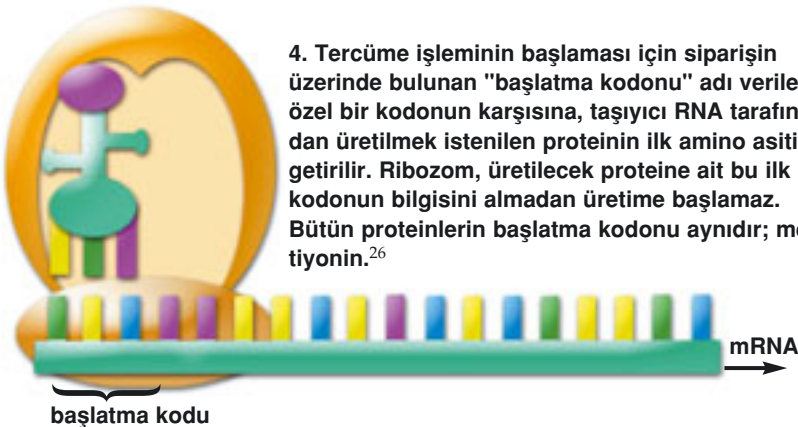 4. Tercüme işleminin başlaması için siparişin
üzerinde bulunan "başlatma kodonu" adı verile
özel bir kodonun karşısına, taşıyıcı RNA tarafın
dan üretilmek istenilen proteinin ilk amino asiti
getirilir. Ribozom, üretilecek proteine ait bu ilk
kodonun bilgisini almadan üretime başlamaz.
Bütün proteinlerin başlatma kodonu aynıdır; me
tiyonin.26
mRNA
başlatma kodu